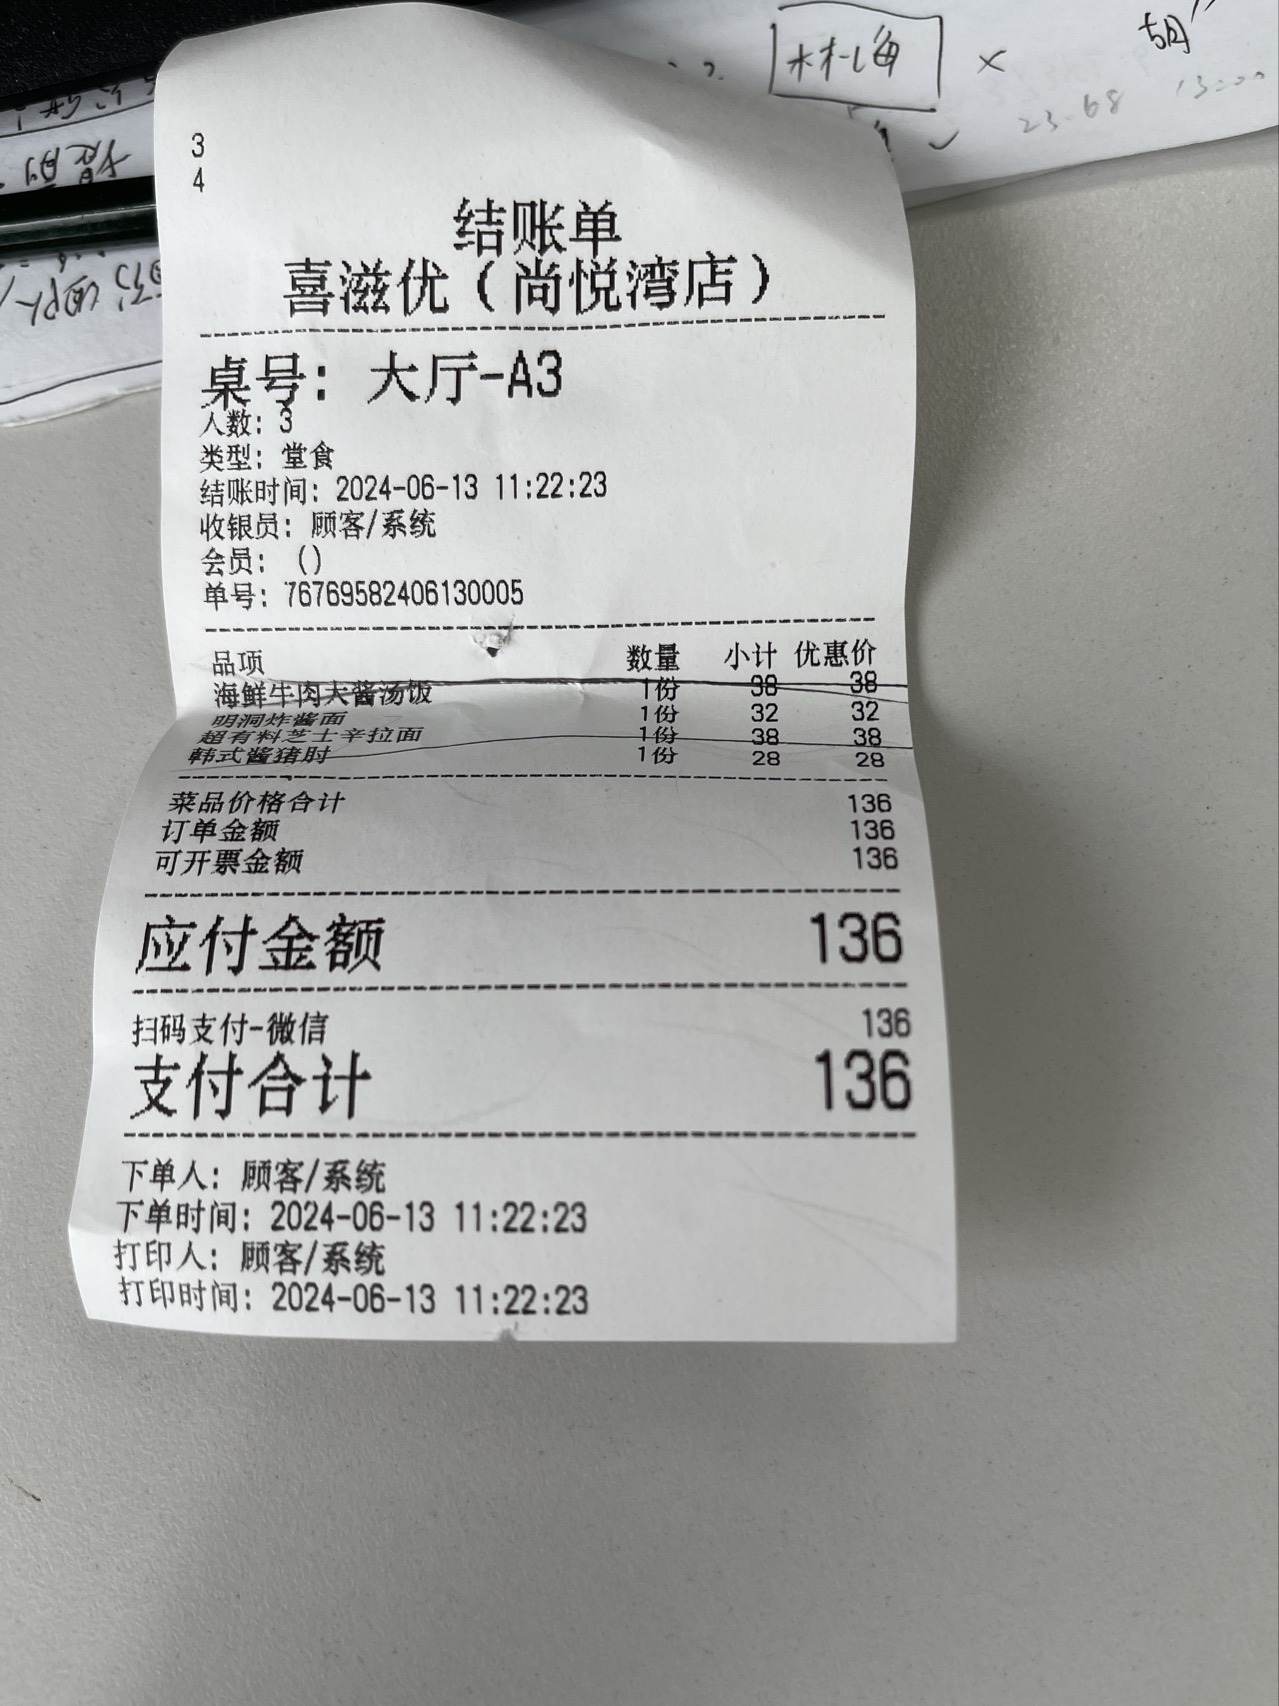 林海 ×
胡
23.68
3
4
结账单
喜滋优（尚悦湾店）
桌号：大厅-A3
人数：3
类型：堂食
结账时间：2024-06-13 11:22:23
收银员：顾客/系统
会员：()
单号：76769582406130005
品项 数量 小计 优惠价
海鲜牛肉大酱汤饭 1份 38 38
明洞炸酱面 1份 32 32
超有料芝士辛拉面 1份 38 38
韩式酱猪肘 1份 28 28
菜品价格合计 136
订单金额 136
可开票金额 136
应付金额 136
扫码支付-微信 136
支付合计 136
下单人：顾客/系统
下单时间：2024-06-13 11:22:23
打印人：顾客/系统
打印时间：2024-06-13 11:22:23